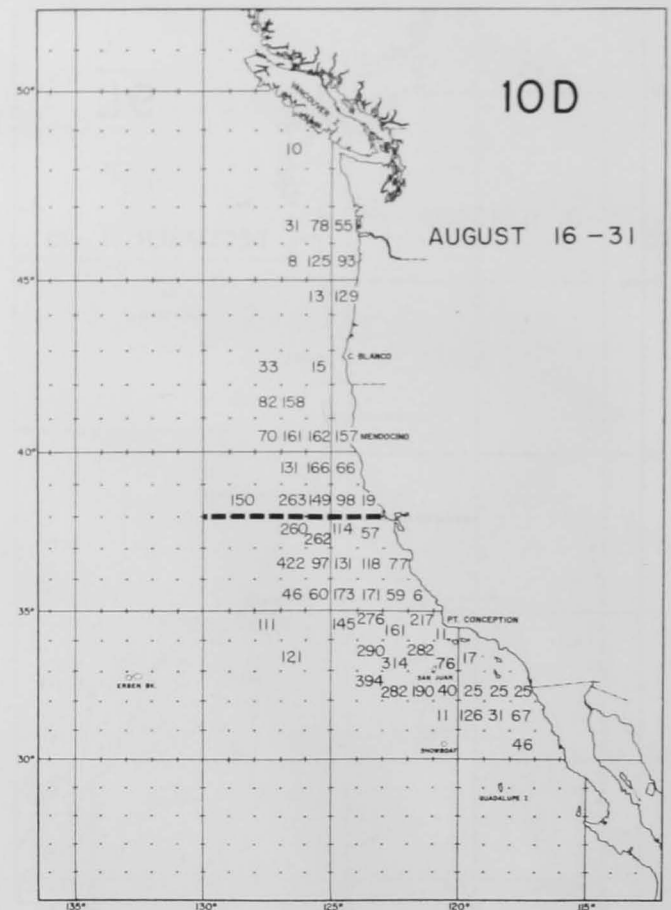 10D
50°
VANCOUVER
10
31 78 55
AUGUST 16 - 31
8 125 93
45°
13 129
33 15 C. BLANCO
82 158
70 161 162 157 MENDOCINO
40°
131 166 66
150 263 149 98 19
260 262 114 57
422 97 131 118 77
46 60 173 171 59 6
35°
111 145 276 161 217 11 PT. CONCEPTION
121 290 314 282 76 17
ERBEN BK.
SAN JUAN
394 282 190 40 25 25 25
11 126 31 67
SHOWBOAT
46
30°
GUADALUPE I.
135° 130° 125° 120° 115°